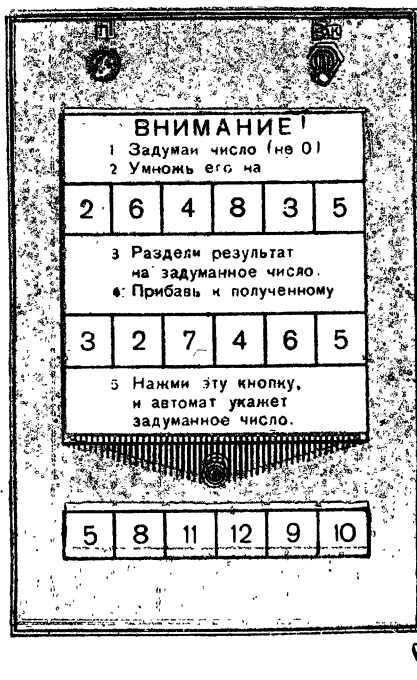 Вк
ВНИМАНИЕ!
1 Задумай число (не 0)
2 Умножь его на
2 6 4 8 3 5
3 Раздели результат
на задуманное число.
4. Прибавь к полученному
3 2 7 4 6 5
5 Нажми эту кнопку,
и автомат укажет
задуманное число.
5 8 11 12 9 10